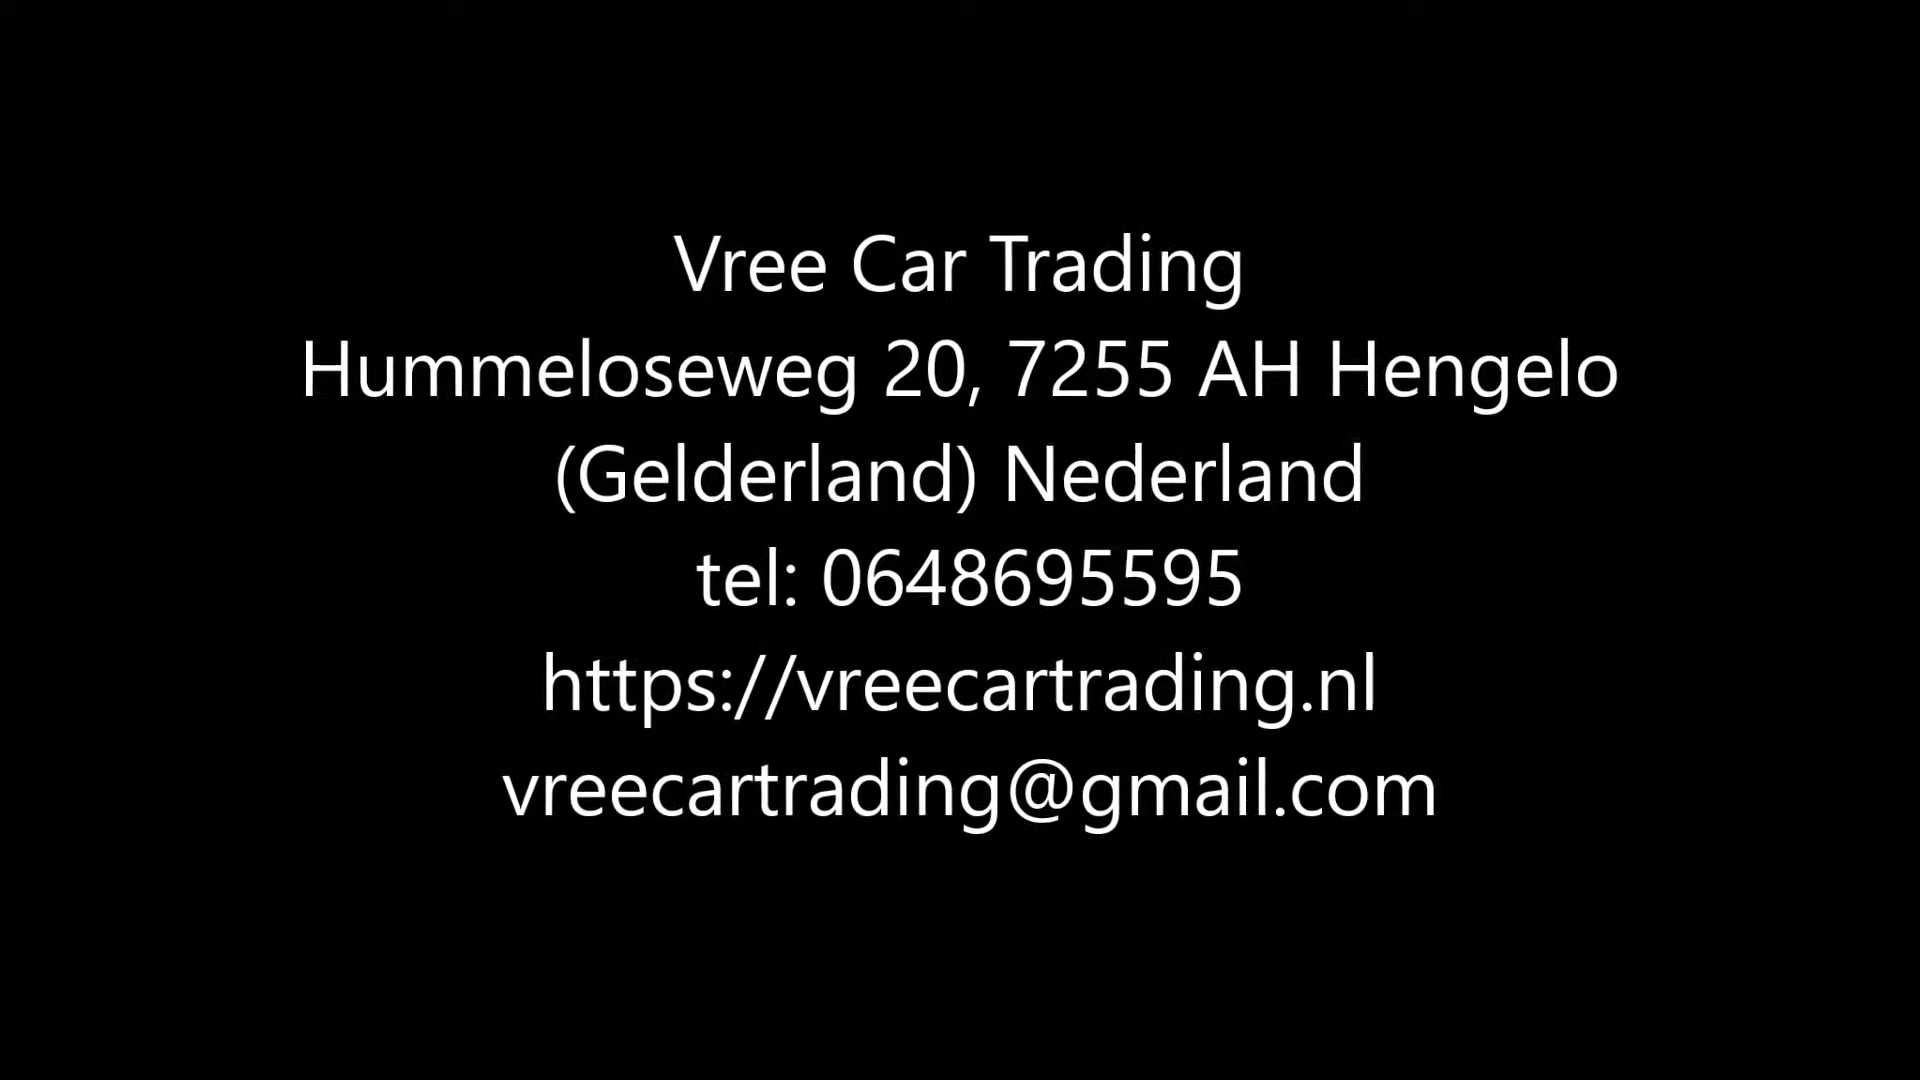 Vree Car Trading
Hummeloseweg 20, 7255 AH Hengelo
(Gelderland) Nederland
tel: 0648695595
https://vreecartrading.nl
vreecartrading@gmail.com